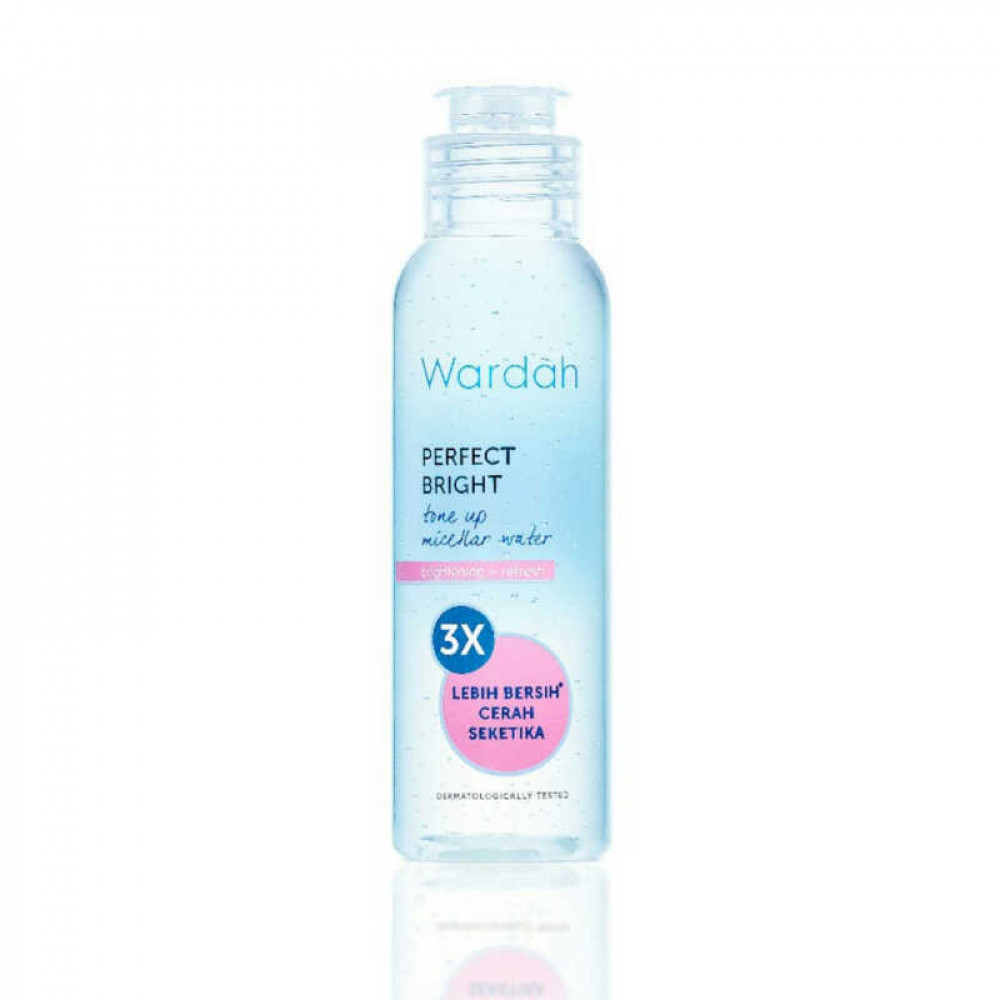 Wardah
PERFECT
BRIGHT
tone up
micellar water
brightening + refresh
3X
LEBIH BERSIH*
CERAH
SEKETIKA
DERMATOLOGICALLY TESTED